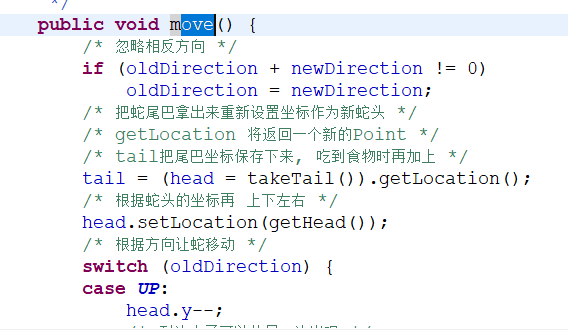 */
public void move() {
/* 忽略相反方向 */
if (oldDirection + newDirection != 0)
oldDirection = newDirection;
/* 把蛇尾巴拿出来重新设置坐标作为新蛇头 */
/* getLocation 将返回一个新的Point */
/* tail把尾巴坐标保存下来, 吃到食物时再加上 */
tail = (head = takeTail()).getLocation();
/* 根据蛇头的坐标再 上下左右 */
head.setLocation(getHead());
/* 根据方向让蛇移动 */
switch (oldDirection) {
case UP:
head.y--;